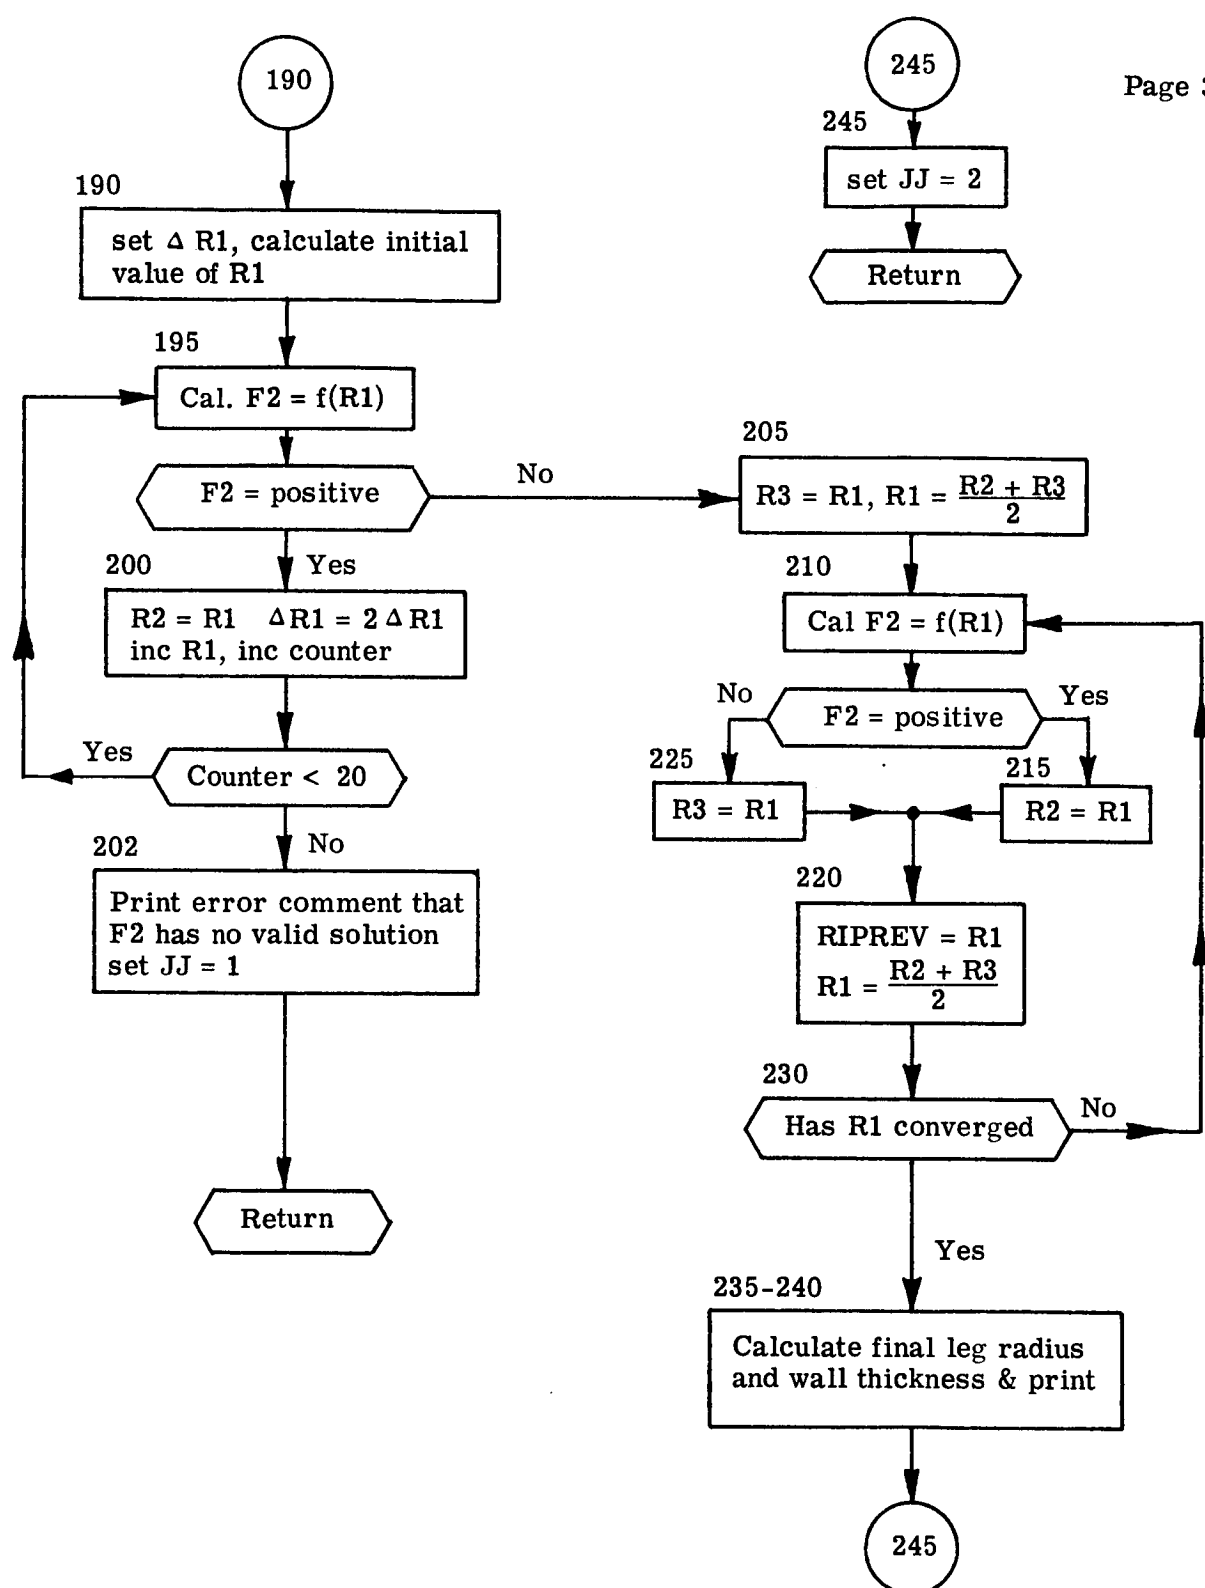 190
190
set Δ R1, calculate initial
value of R1
195
Cal. F2 = f(R1)
F2 = positive
No
Yes
200
R2 = R1 Δ R1 = 2 Δ R1
inc R1, inc counter
Yes
Counter < 20
No
202
Print error comment that
F2 has no valid solution
set JJ = 1
Return
245
Page
245
set JJ = 2
Return
205
R3 = R1, R1 = R2 + R3
2
210
Cal F2 = f(R1)
No
F2 = positive
Yes
225
R3 = R1
215
R2 = R1
220
RIPREV = R1
R1 = R2 + R3
2
230
Has R1 converged
No
Yes
235-240
Calculate final leg radius
and wall thickness & print
245